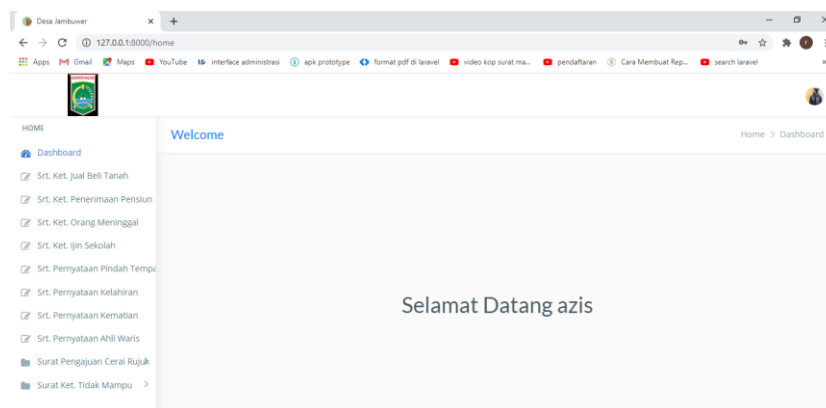 Desa Jambuwer
127.0.0.1:8000/home
Apps Gmail Maps YouTube interface administrasi apk prototype format pdf di laravel video kop surat ma... pendaftaran Cara Membuat Rep... search laravel
HOME
Welcome
Home > Dashboard
Dashboard
Srt. Ket. Jual Beli Tanah
Srt. Ket. Penerimaan Pensiun
Srt. Ket. Orang Meninggal
Srt. Ket. Ijin Sekolah
Srt. Pernyataan Pindah Tempa
Srt. Pernyataan Kelahiran
Srt. Pernyataan Kematian
Srt. Pernyataan Ahli Waris
Surat Pengajuan Cerai Rujuk
Surat Ket. Tidak Mampu
Selamat Datang azis